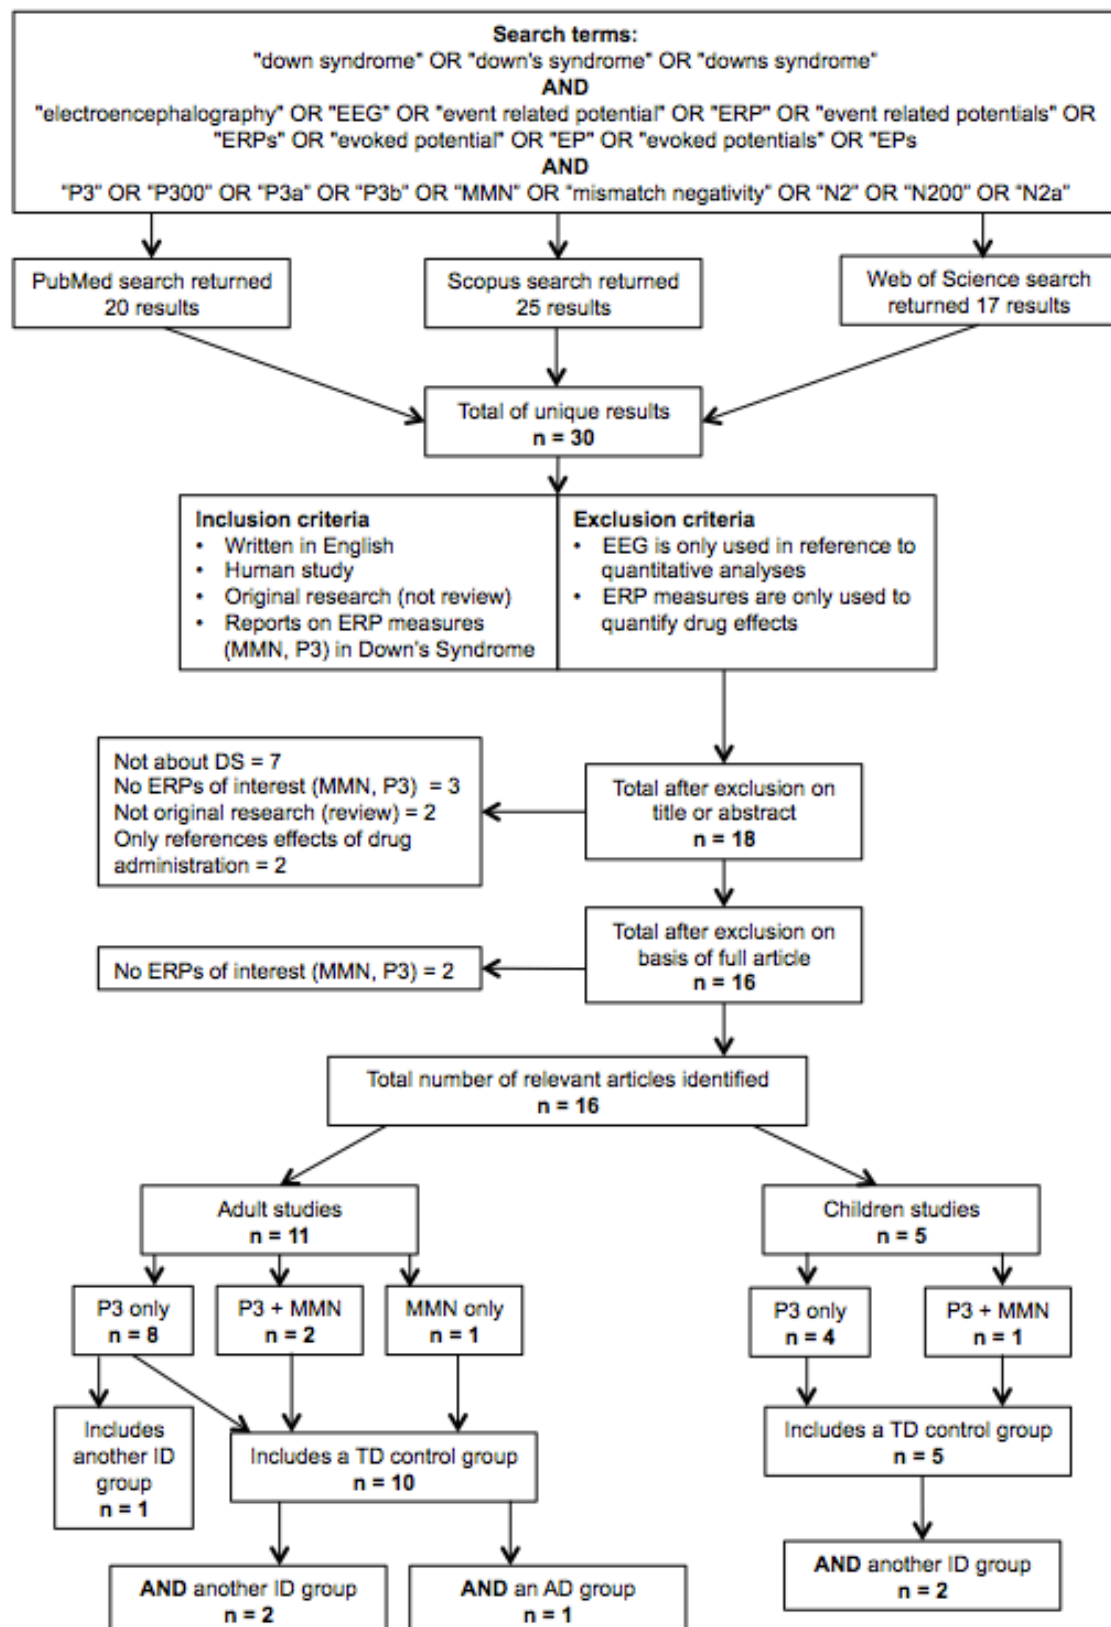 Search terms:
"down syndrome" OR "down's syndrome" OR "downs syndrome"
AND
"electroencephalography" OR "EEG" OR "event related potential" OR "ERP" OR "event related potentials" OR
"ERPs" OR "evoked potential" OR "EP" OR "evoked potentials" OR "EPs
AND
"P3" OR "P300" OR "P3a" OR "P3b" OR "MMN" OR "mismatch negativity" OR "N2" OR "N200" OR "N2a"
PubMed search returned
20 results
Scopus search returned
25 results
Web of Science search
returned 17 results
Total of unique results
n = 30
Inclusion criteria
• Written in English
• Human study
• Original research (not review)
• Reports on ERP measures
(MMN, P3) in Down's Syndrome
Exclusion criteria
• EEG is only used in reference to
quantitative analyses
• ERP measures are only used to
quantify drug effects
Not about DS = 7
No ERPs of interest (MMN, P3) = 3
Not original research (review) = 2
Only references effects of drug
administration = 2
Total after exclusion on
title or abstract
n = 18
No ERPs of interest (MMN, P3) = 2
Total after exclusion on
basis of full article
n = 16
Total number of relevant articles identified
n = 16
Adult studies
n = 11
Children studies
n = 5
P3 only
n = 8
P3 + MMN
n = 2
MMN only
n = 1
P3 only
n = 4
P3 + MMN
n = 1
Includes
another ID
group
n = 1
Includes a TD control group
n = 10
Includes a TD control group
n = 5
AND another ID group
n = 2
AND an AD group
n = 1
AND another ID group
n = 2